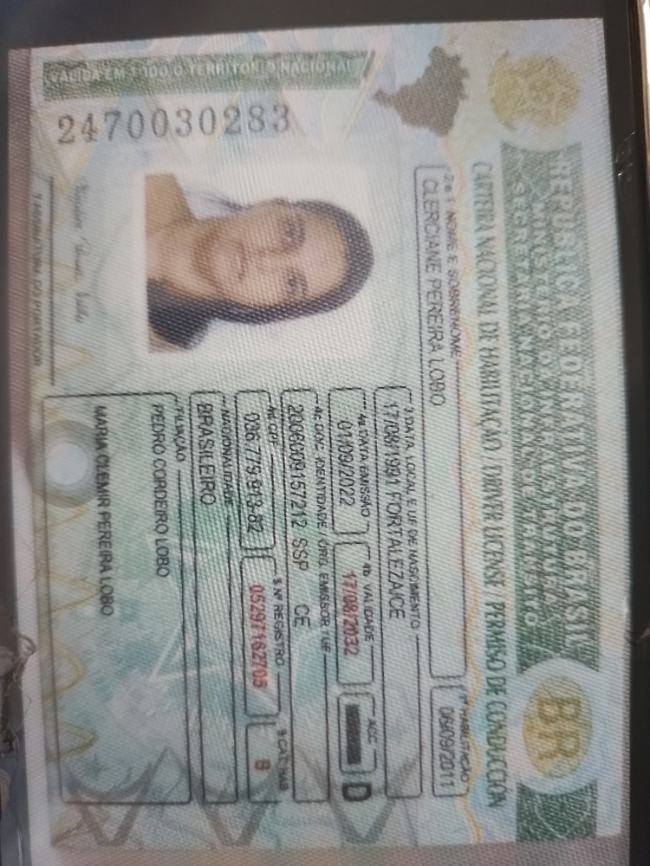 REPÚBLICA FEDERATIVA DO BRASIL
MINISTÉRIO DA INFRAESTRUTURA
SECRETARIA NACIONAL DE TRÂNSITO
BR
CARTEIRA NACIONAL DE HABILITAÇÃO / DRIVER LICENSE / PERMISO DE CONDUCCIÓN
2 e 1 NOME E SOBRENOME
CLERCIANE PEREIRA LOBO
1ª HABILITAÇÃO
06/09/2011
3 DATA, LOCAL E UF DE NASCIMENTO
17/08/1991 FORTALEZA/CE
4a DATA EMISSÃO
01/09/2022
4b VALIDADE
17/08/2032
ACC
D
4c DOC. IDENTIDADE / ÓRG. EMISSOR / UF
2006009157212 SSP CE
4d CPF
036.779.913-82
5 Nº REGISTRO
05297162705
9 CAT. HAB
B
NACIONALIDADE
BRASILEIRO
FILIAÇÃO
PEDRO CORDEIRO LOBO
MARIA CLEMIR PEREIRA LOBO
7 ASSINATURA DO PORTADOR
VÁLIDA EM TODO O TERRITÓRIO NACIONAL
2470030283